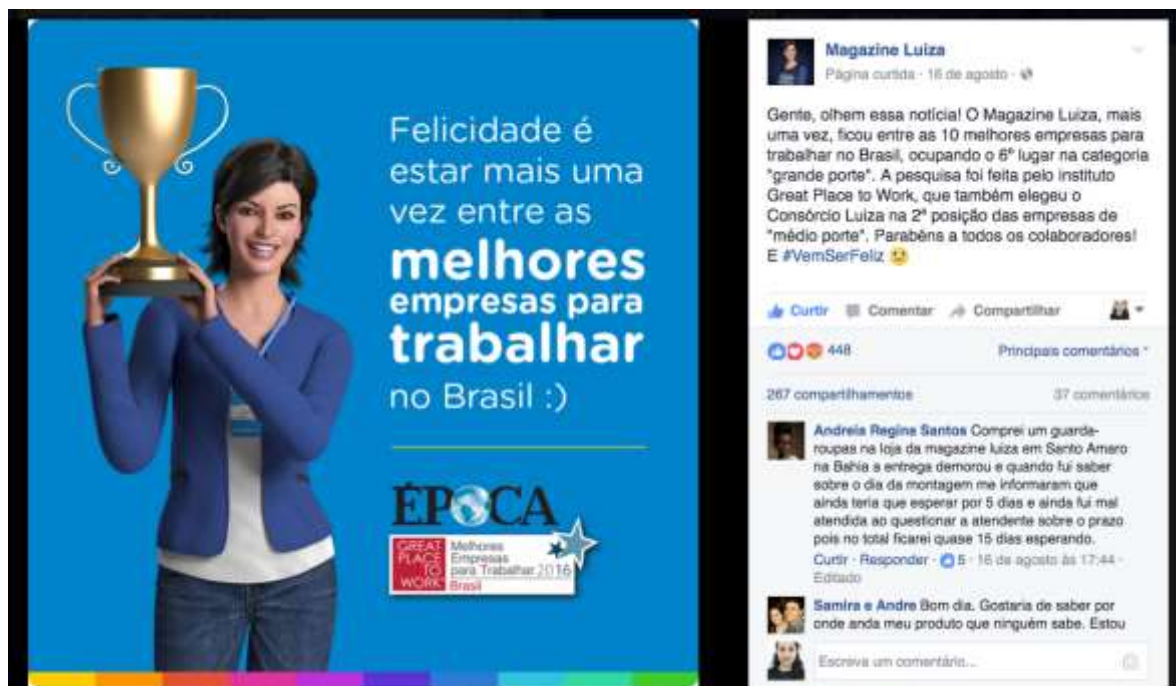 Felicidade é
estar mais uma
vez entre as
melhores
empresas para
trabalhar
no Brasil :)
ÉPOCA
GREAT
PLACE
TO
WORK
Melhores
Empresas
para Trabalhar 2016
Brasil
Magazine Luiza
Página curtida · 16 de agosto ·
Gente, olhem essa notícia! O Magazine Luiza, mais
uma vez, ficou entre as 10 melhores empresas para
trabalhar no Brasil, ocupando o 6º lugar na categoria
"grande porte". A pesquisa foi feita pelo instituto
Great Place to Work, que também elegeu o
Consórcio Luiza na 2ª posição das empresas de
"médio porte". Parabéns a todos os colaboradores!
E #VemSerFeliz
Curtir Comentar Compartilhar
448 Principais comentários
267 compartilhamentos 37 comentários
Andreia Regina Santos Comprei um guarda-
roupas na loja da magazine luiza em Santo Amaro
na Bahia a entrega demorou e quando fui saber
sobre o dia da montagem me informaram que
ainda teria que esperar por 5 dias e ainda fui mal
atendida ao questionar a atendente sobre o prazo
pois no total ficarei quase 15 dias esperando.
Curtir · Responder · 5 · 16 de agosto às 17:44 ·
Editado
Samira e Andre Bom dia. Gostaria de saber por
onde anda meu produto que ninguém sabe. Estou
Escreva um comentário...